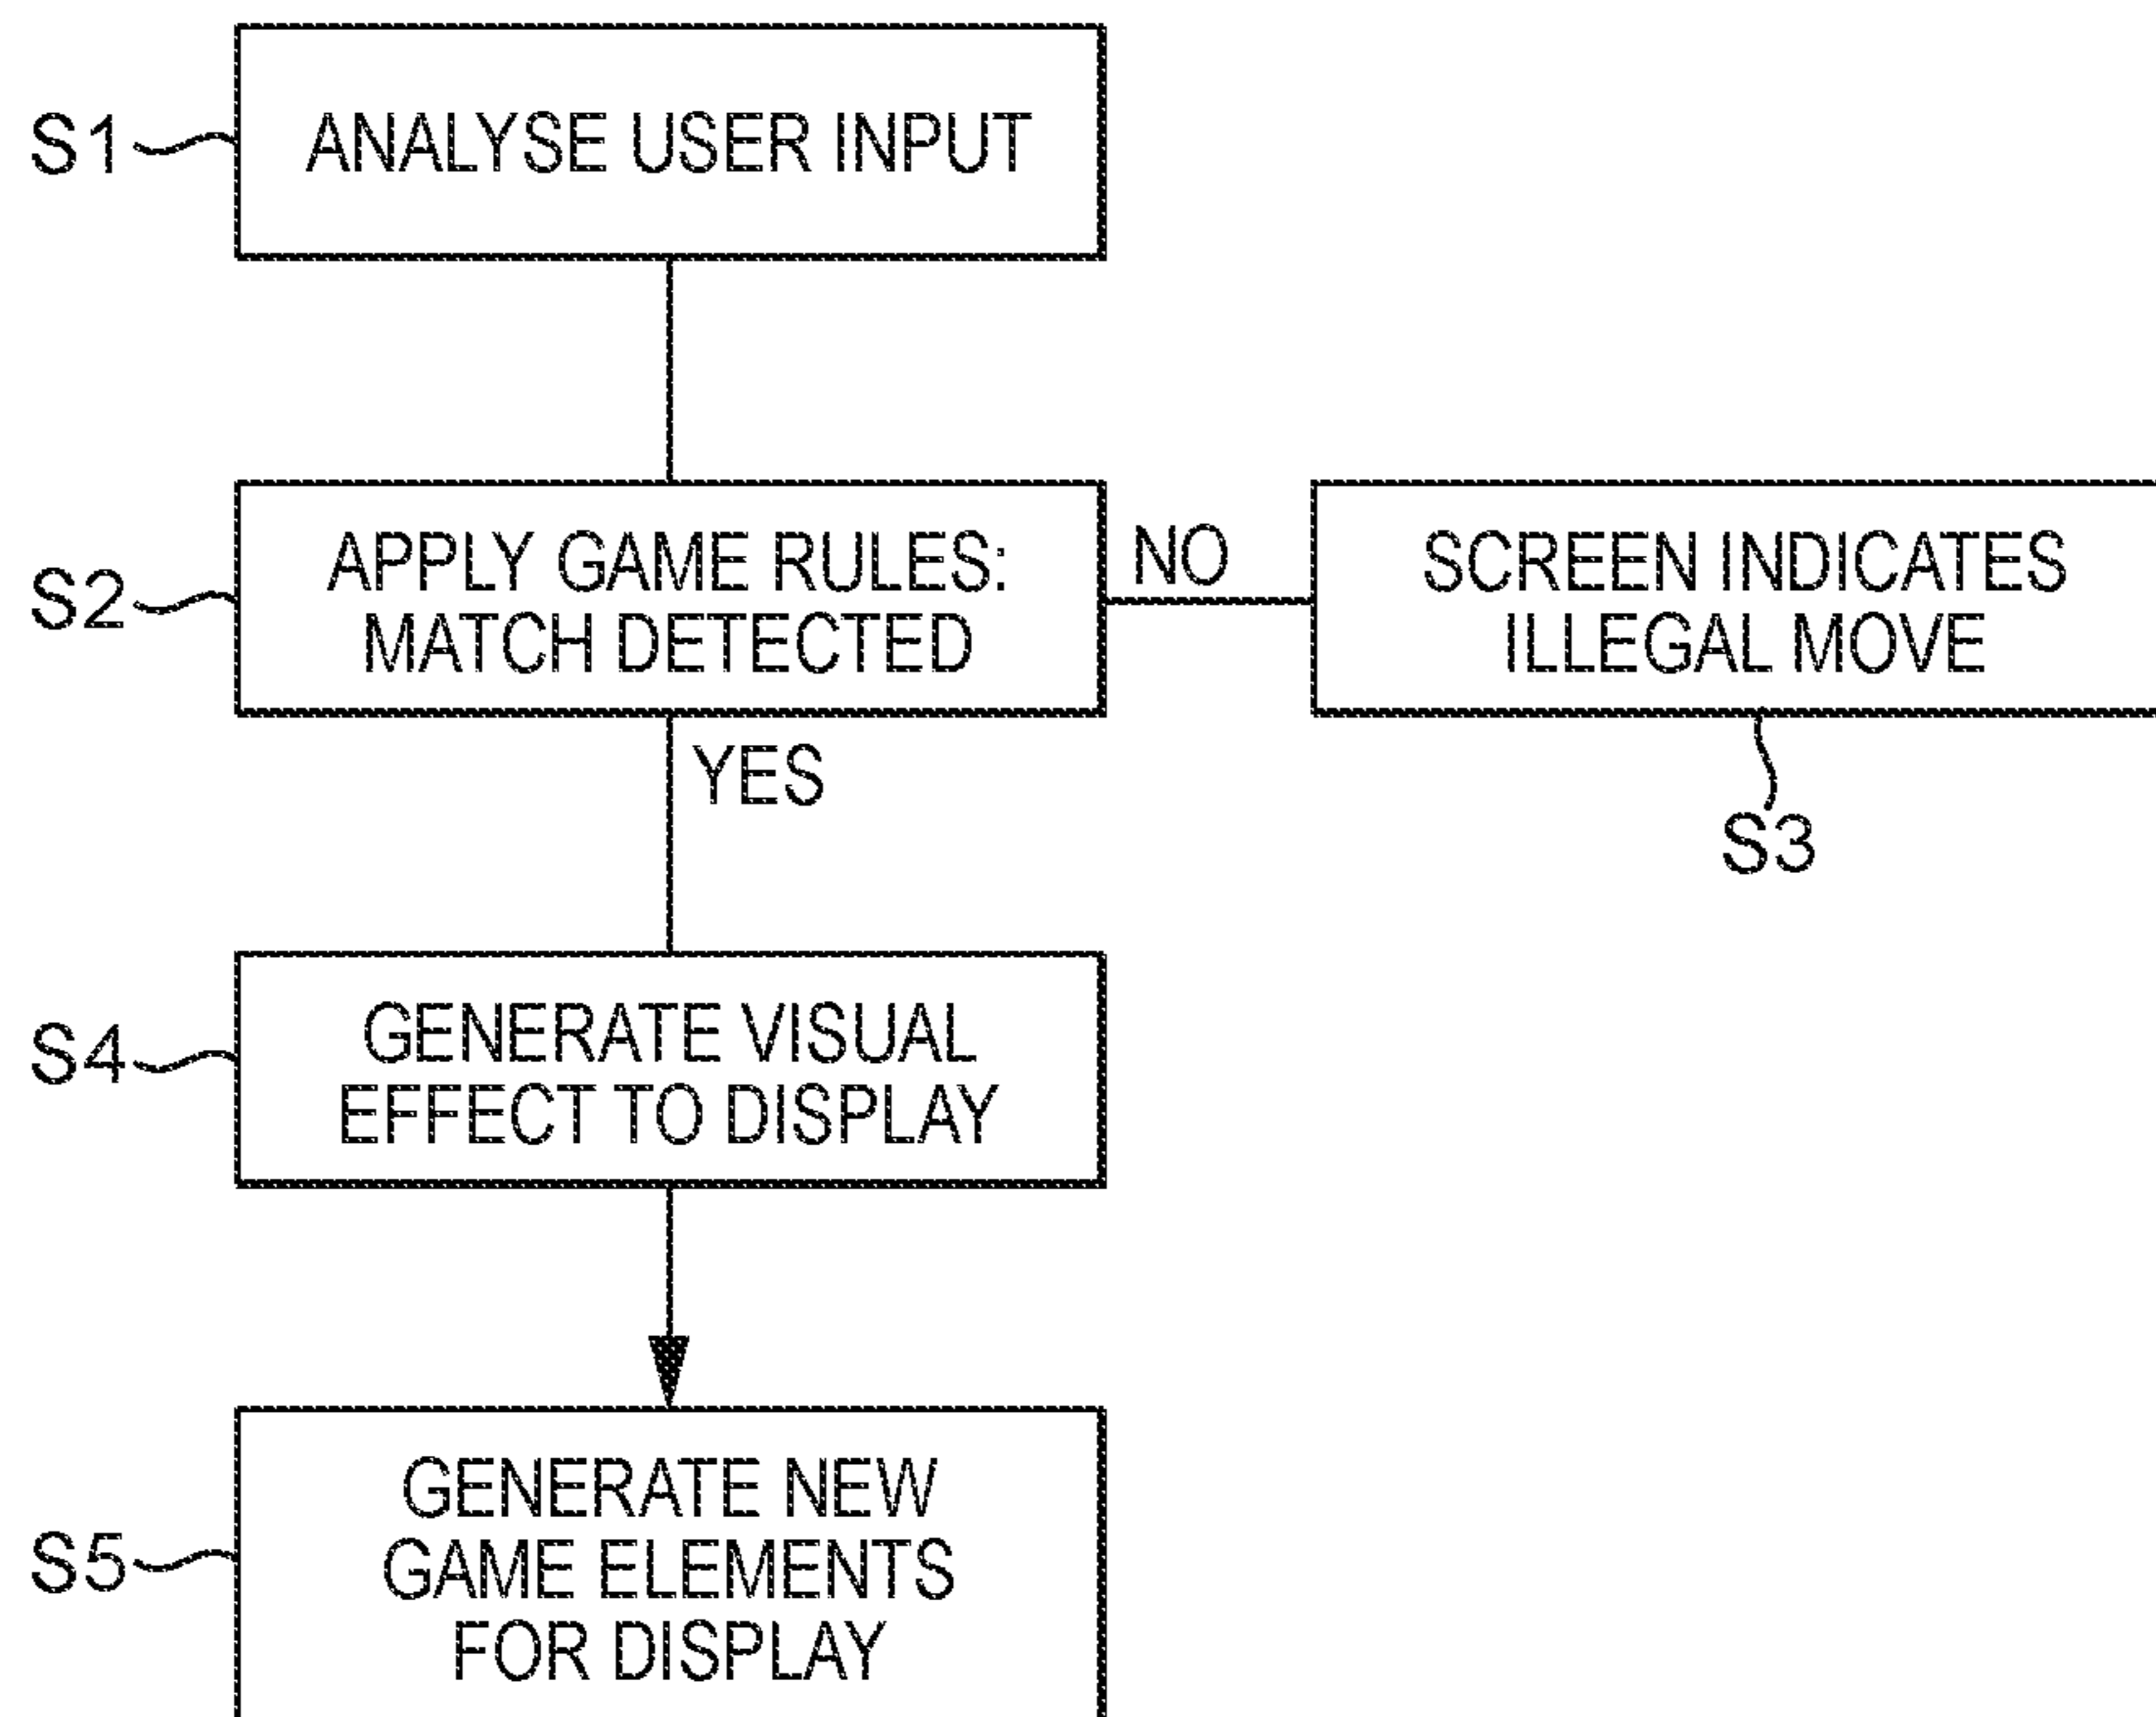 S1
ANALYSE USER INPUT
S2
APPLY GAME RULES:
MATCH DETECTED
NO
SCREEN INDICATES
ILLEGAL MOVE
YES
S3
S4
GENERATE VISUAL
EFFECT TO DISPLAY
S5
GENERATE NEW
GAME ELEMENTS
FOR DISPLAY